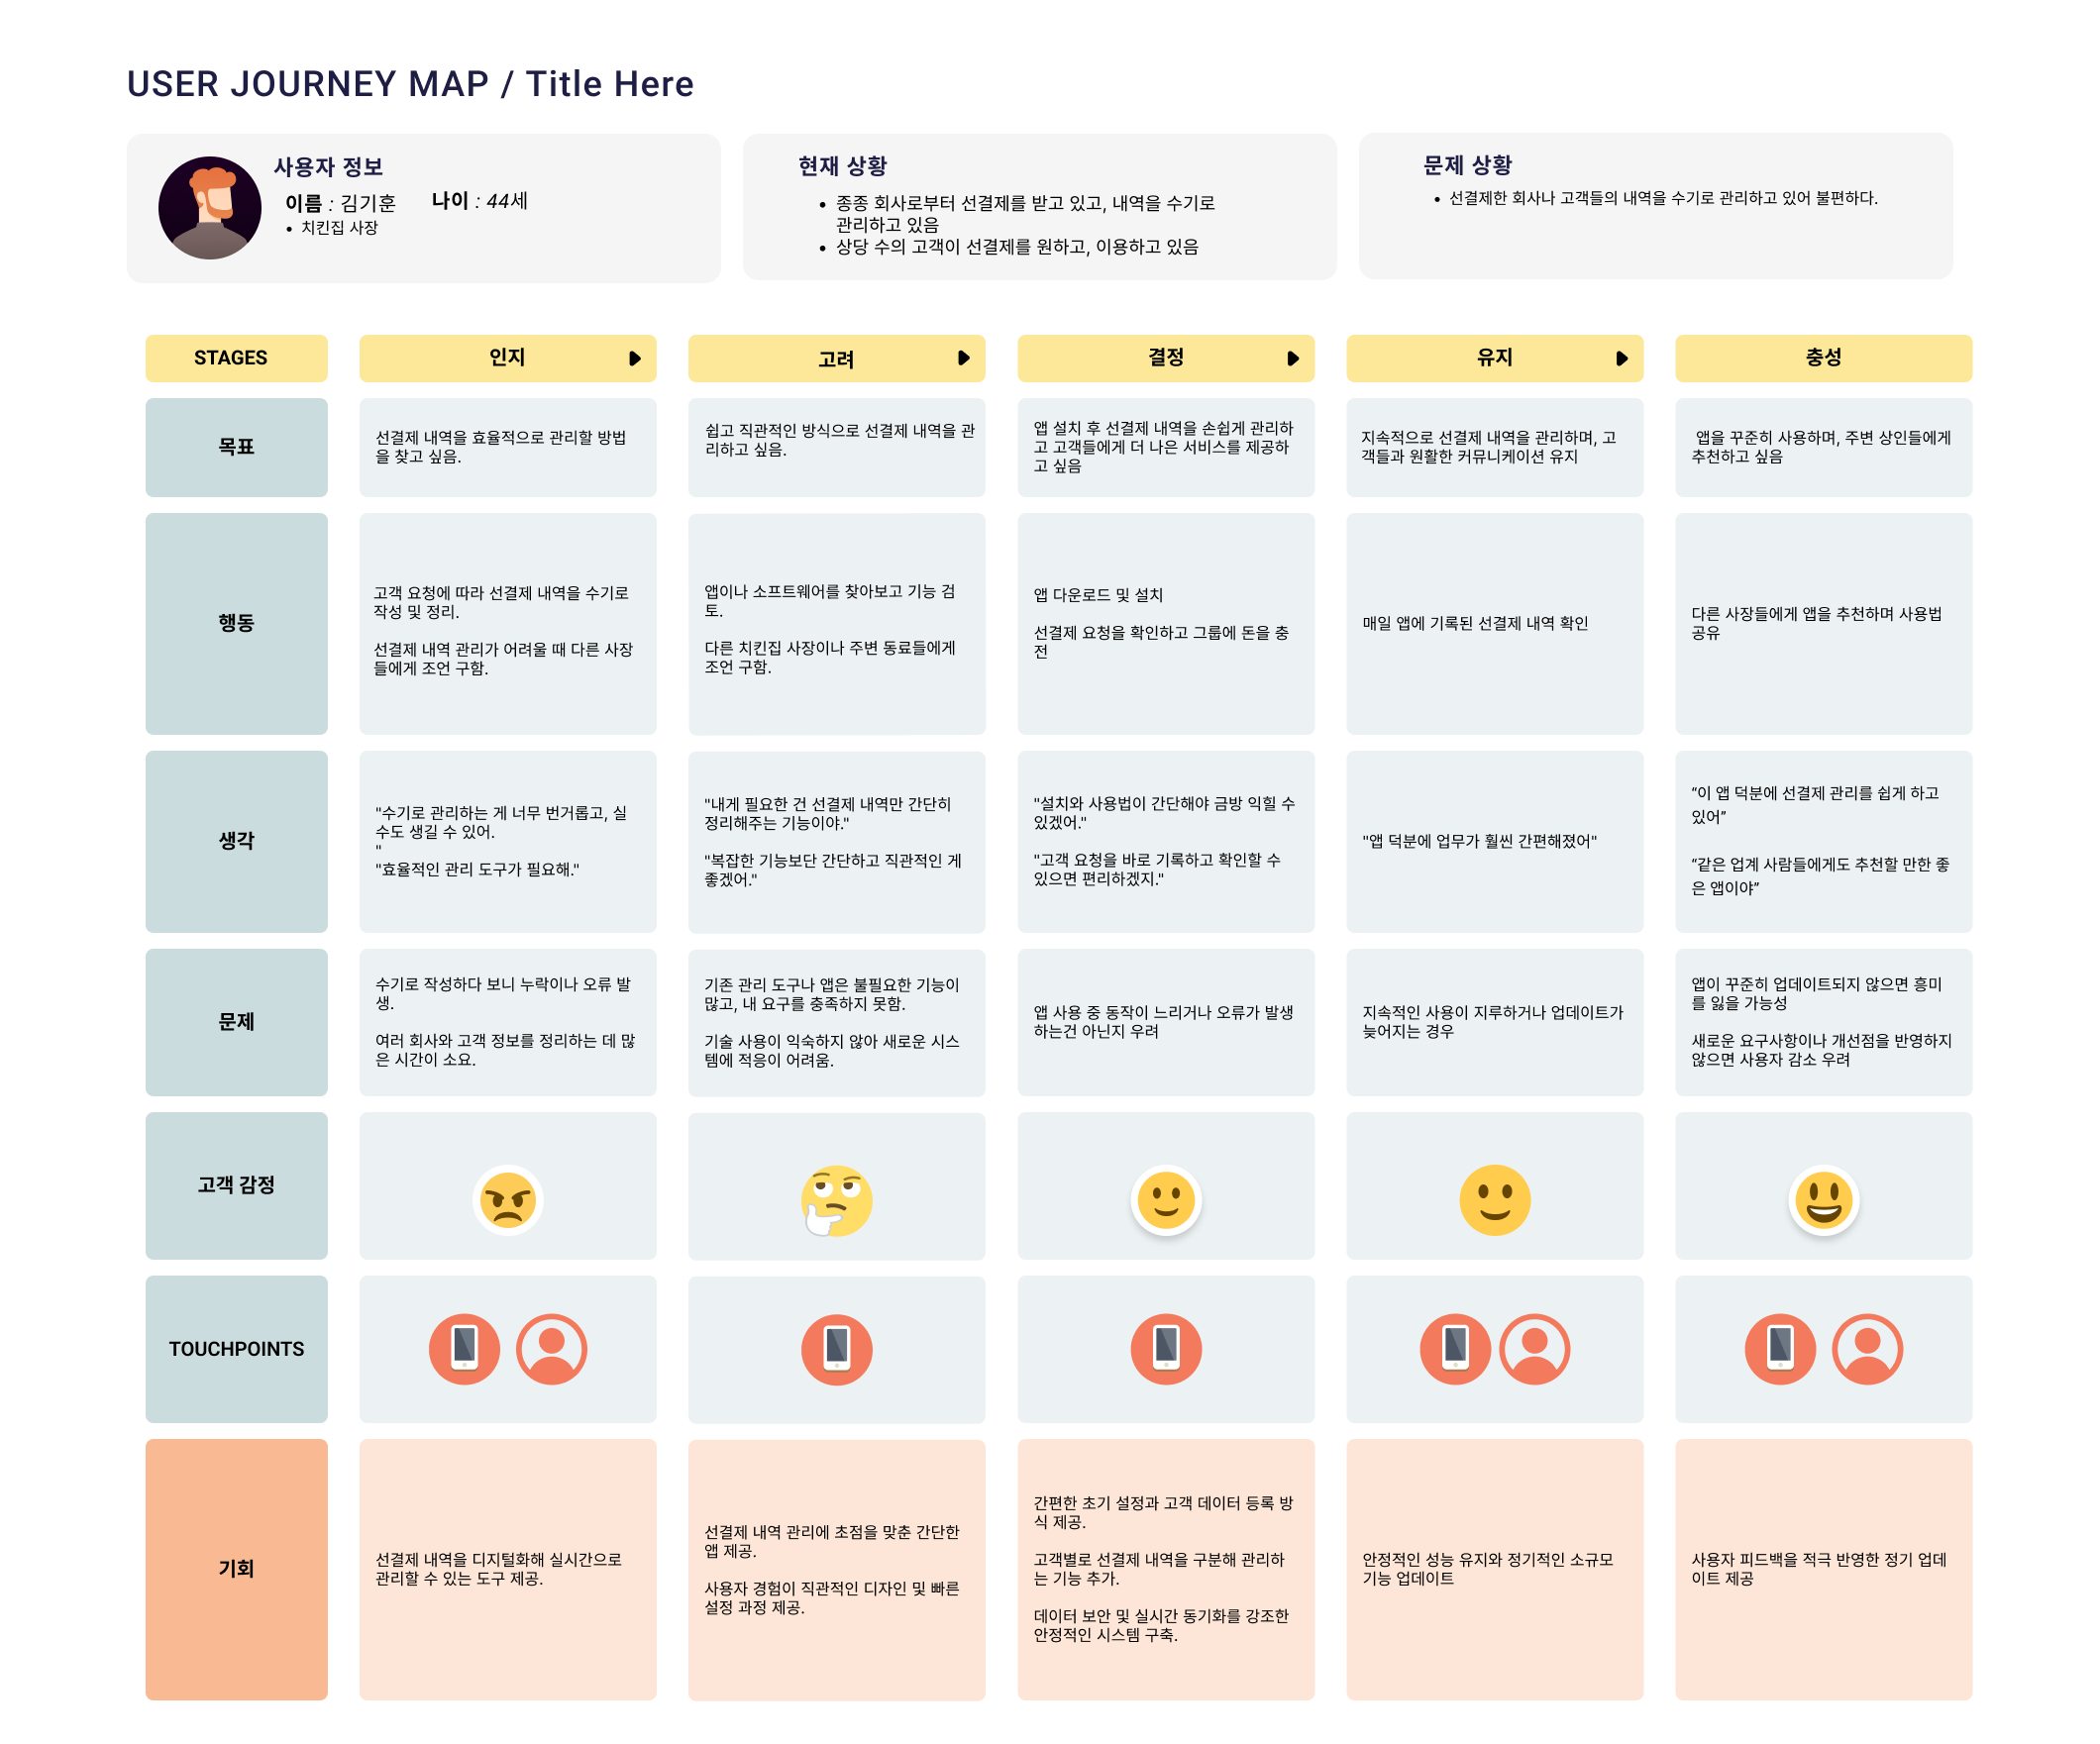 USER JOURNEY MAP / Title Here
사용자 정보
이름 : 김기훈
나이 : 44세
• 치킨집 사장
현재 상황
• 종종 회사로부터 선결제를 받고 있고, 내역을 수기로
관리하고 있음
• 상당 수의 고객이 선결제를 원하고, 이용하고 있음
문제 상황
• 선결제한 회사나 고객들의 내역을 수기로 관리하고 있어 불편하다.
STAGES
인지
고려
결정
유지
충성
목표
선결제 내역을 효율적으로 관리할 방법
을 찾고 싶음.
쉽고 직관적인 방식으로 선결제 내역을 관
리하고 싶음.
앱 설치 후 선결제 내역을 손쉽게 관리하
고 고객들에게 더 나은 서비스를 제공하
고 싶음
지속적으로 선결제 내역을 관리하며, 고
객들과 원활한 커뮤니케이션 유지
앱을 꾸준히 사용하며, 주변 상인들에게
추천하고 싶음
행동
고객 요청에 따라 선결제 내역을 수기로
작성 및 정리.
선결제 내역 관리가 어려울 때 다른 사장
들에게 조언 구함.
앱이나 소프트웨어를 찾아보고 기능 검
토.
다른 치킨집 사장이나 주변 동료들에게
조언 구함.
앱 다운로드 및 설치
선결제 요청을 확인하고 그룹에 돈을 충
전
매일 앱에 기록된 선결제 내역 확인
다른 사장들에게 앱을 추천하며 사용법
공유
생각
"수기로 관리하는 게 너무 번거롭고, 실
수도 생길 수 있어.
"
"효율적인 관리 도구가 필요해."
"내게 필요한 건 선결제 내역만 간단히
정리해주는 기능이야."
"복잡한 기능보단 간단하고 직관적인 게
좋겠어."
"설치와 사용법이 간단해야 금방 익힐 수
있겠어."
"고객 요청을 바로 기록하고 확인할 수
있으면 편리하겠지."
"앱 덕분에 업무가 훨씬 간편해졌어"
“이 앱 덕분에 선결제 관리를 쉽게 하고
있어”
“같은 업계 사람들에게도 추천할 만한 좋
은 앱이야”
문제
수기로 작성하다 보니 누락이나 오류 발
생.
여러 회사와 고객 정보를 정리하는 데 많
은 시간이 소요.
기존 관리 도구나 앱은 불필요한 기능이
많고, 내 요구를 충족하지 못함.
기술 사용이 익숙하지 않아 새로운 시스
템에 적응이 어려움.
앱 사용 중 동작이 느리거나 오류가 발생
하는건 아닌지 우려
지속적인 사용이 지루하거나 업데이트가
늦어지는 경우
앱이 꾸준히 업데이트되지 않으면 흥미
를 잃을 가능성
새로운 요구사항이나 개선점을 반영하지
않으면 사용자 감소 우려
고객 감정
TOUCHPOINTS
기회
선결제 내역을 디지털화해 실시간으로
관리할 수 있는 도구 제공.
선결제 내역 관리에 초점을 맞춘 간단한
앱 제공.
사용자 경험이 직관적인 디자인 및 빠른
설정 과정 제공.
간편한 초기 설정과 고객 데이터 등록 방
식 제공.
고객별로 선결제 내역을 구분해 관리하
는 기능 추가.
데이터 보안 및 실시간 동기화를 강조한
안정적인 시스템 구축.
안정적인 성능 유지와 정기적인 소규모
기능 업데이트
사용자 피드백을 적극 반영한 정기 업데
이트 제공